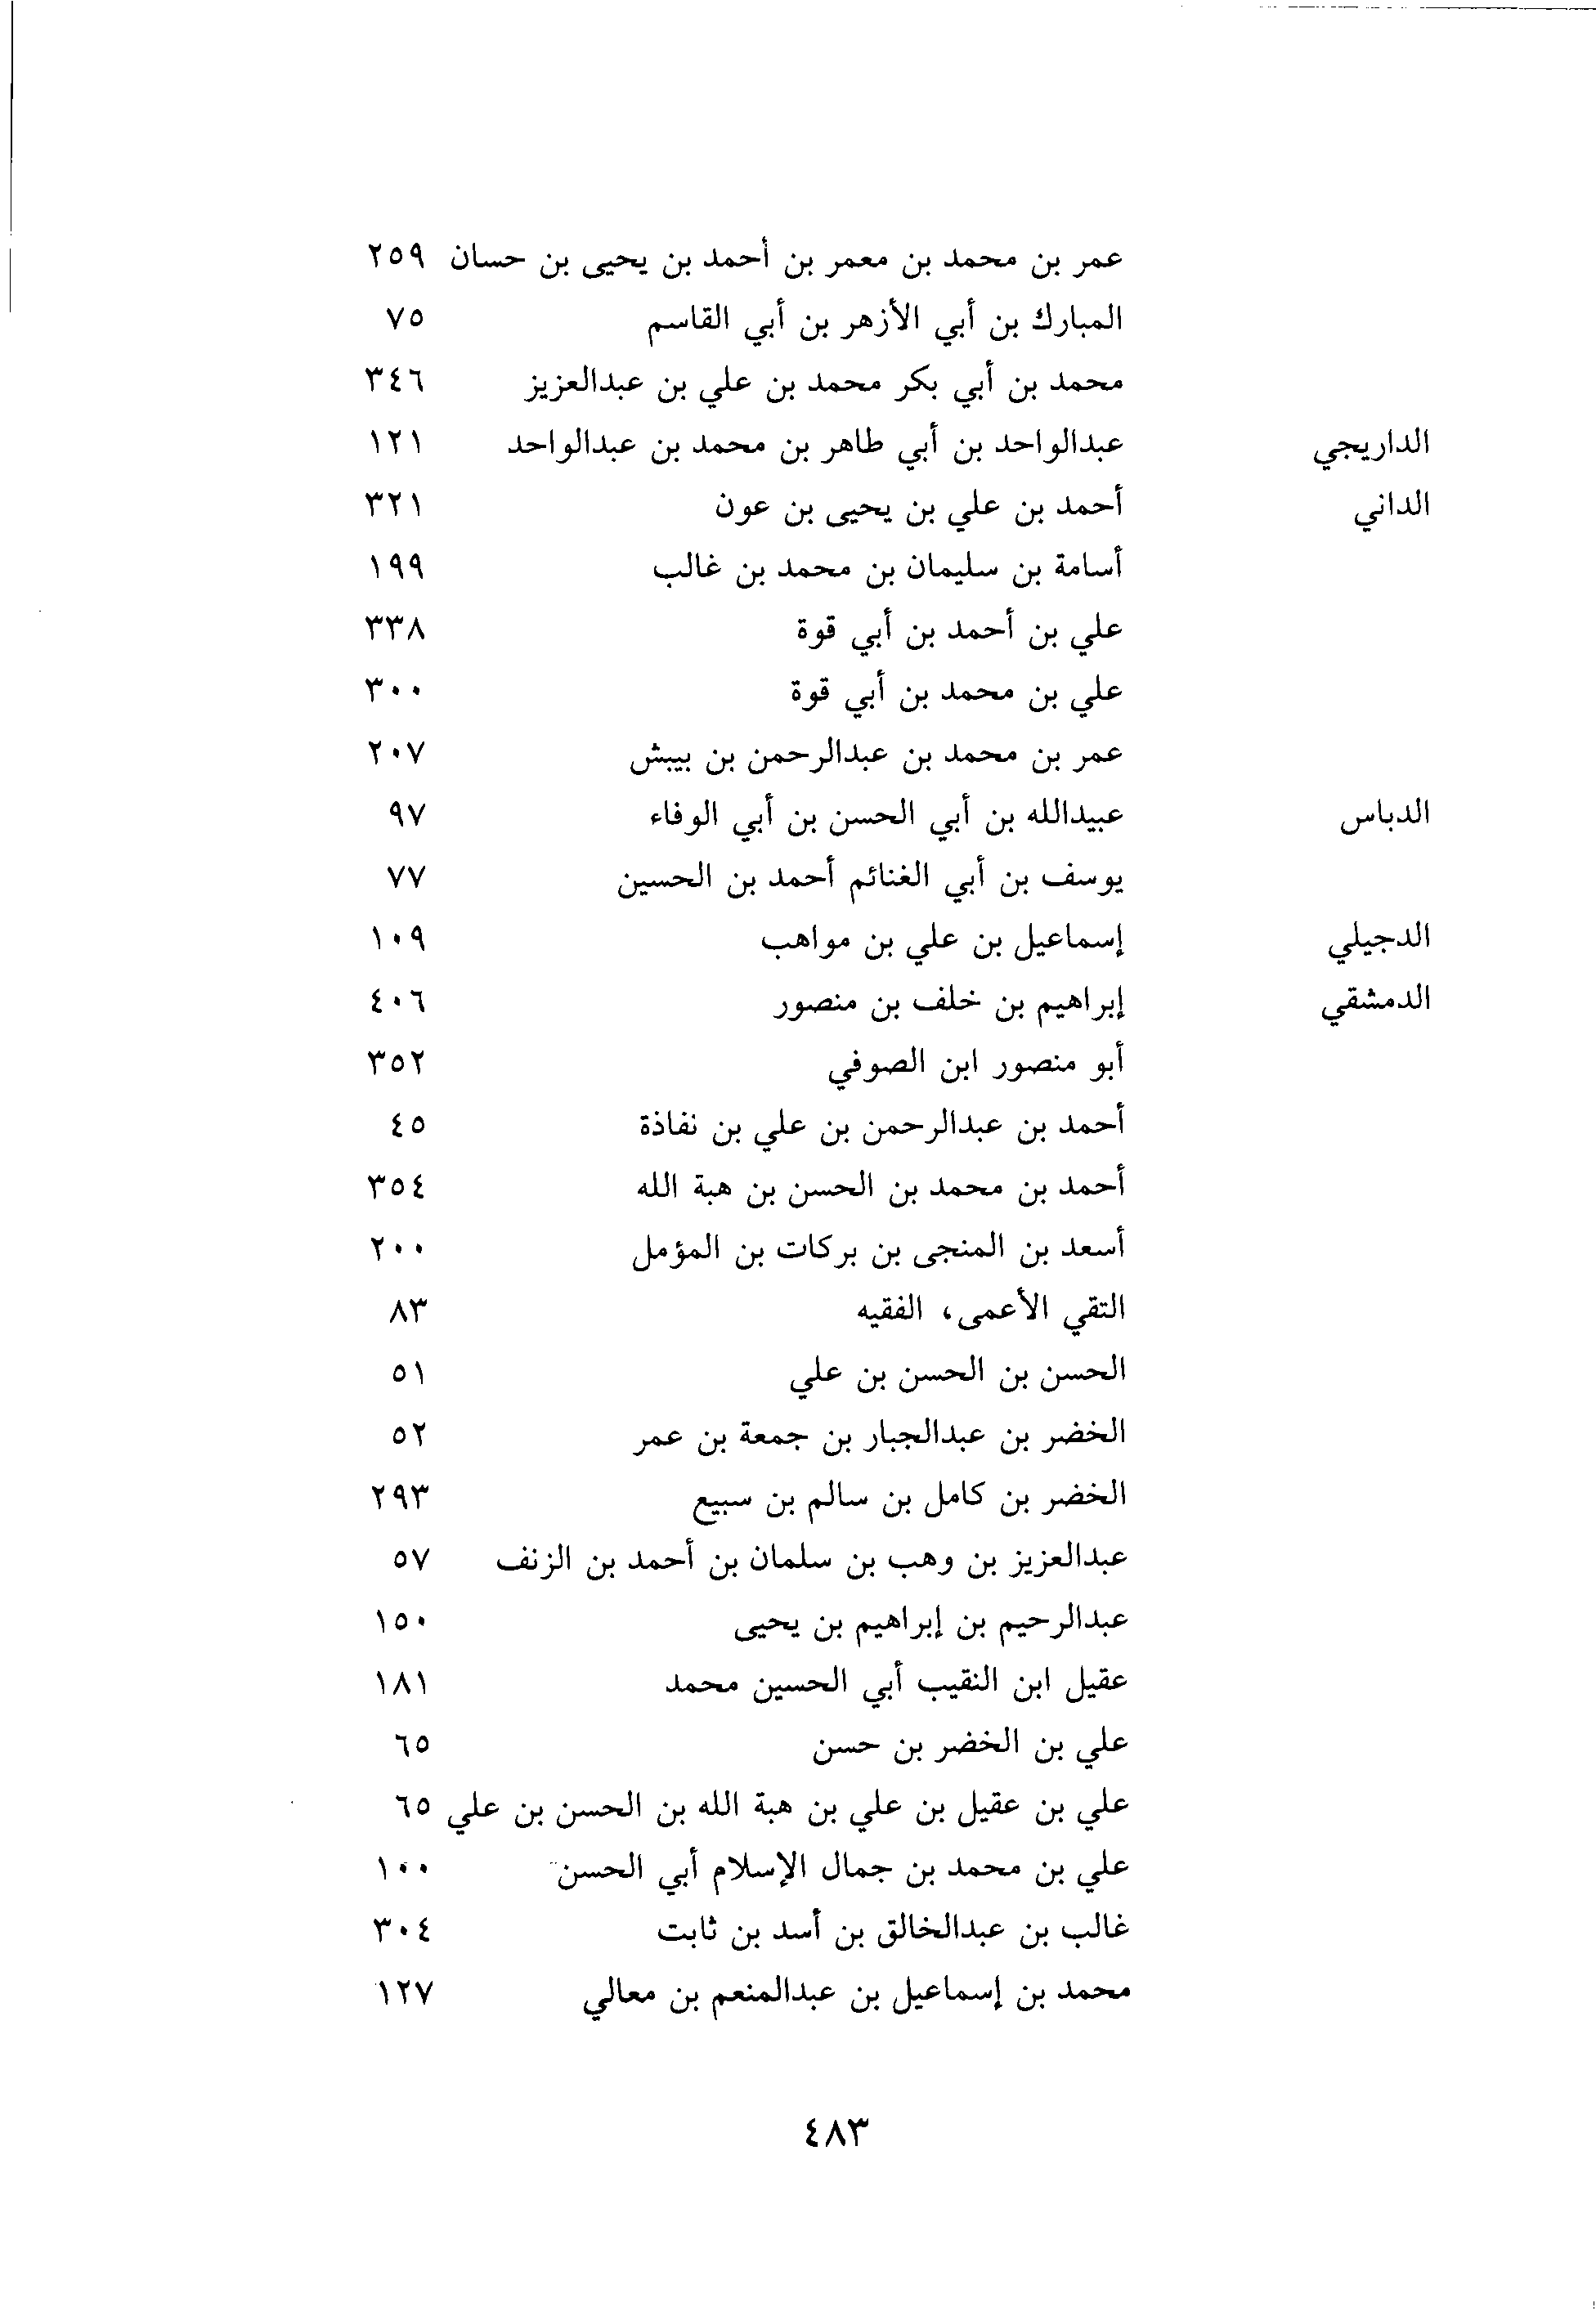 عمر بن محمد بن معمر بن أحمد بن يحيى بن حسان ٢٥٩
المبارك بن أبي الأزهر بن أبي القاسم ٧٥
محمد بن أبي بكر محمد بن علي بن عبدالعزيز ٣٤٦
الداريجي عبدالواحد بن أبي طاهر بن محمد بن عبدالواحد ١٢١
الداني أحمد بن علي بن يحيى بن عون ٣٢١
أسامة بن سليمان بن محمد بن غالب ١٩٩
علي بن أحمد بن أبي قوة ٣٣٨
علي بن محمد بن أبي قوة ٣٠٠
عمر بن محمد بن عبدالرحمن بن بيبش ٢٠٧
الدباس عبيدالله بن أبي الحسن بن أبي الوفاء ٩٧
يوسف بن أبي الغنائم أحمد بن الحسين ٧٧
الدجيلي إسماعيل بن علي بن مواهب ١٠٩
الدمشقي إبراهيم بن خلف بن منصور ٤٠٦
أبو منصور ابن الصوفي ٣٥٢
أحمد بن عبدالرحمن بن علي بن نفاذة ٤٥
أحمد بن محمد بن الحسن بن هبة الله ٣٥٤
أسعد بن المنجى بن بركات بن المؤمل ٢٠٠
التقي الأعمى، الفقيه ٨٣
الحسن بن الحسن بن علي ٥١
الخضر بن عبدالجبار بن جمعة بن عمر ٥٢
الخضر بن كامل بن سالم بن سبيع ٢٩٣
عبدالعزيز بن وهب بن سلمان بن أحمد بن الزنف ٥٧
عبدالرحيم بن إبراهيم بن يحيى ١٥٠
عقيل ابن النقيب أبي الحسين محمد ١٨١
علي بن الخضر بن حسن ٦٥
علي بن عقيل بن علي بن هبة الله بن الحسن بن علي ٦٥
علي بن محمد بن جمال الإسلام أبي الحسن ١٠٠
غالب بن عبدالخالق بن أسد بن ثابت ٣٠٤
محمد بن إسماعيل بن عبدالمنعم بن معالي ١٢٧
٤٨٣